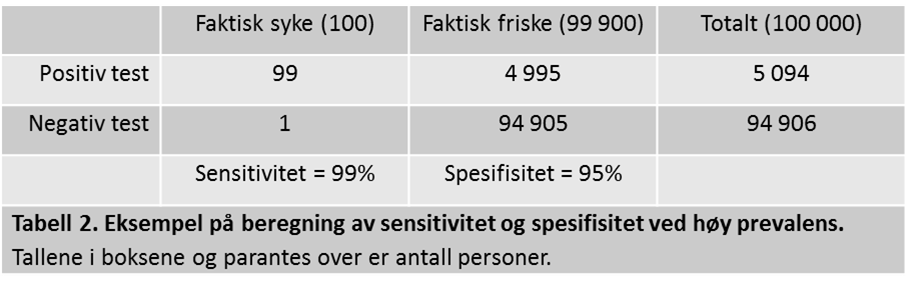 Faktisk syke (100) Faktisk friske (99 900) Totalt (100 000)
Positiv test 99 4 995 5 094
Negativ test 1 94 905 94 906
Sensitivitet = 99% Spesifisitet = 95%
Tabell 2. Eksempel på beregning av sensitivitet og spesifisitet ved høy prevalens.
Tallene i boksene og parantes over er antall personer.